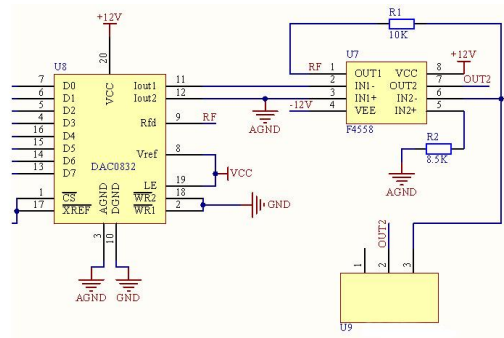 +12V
R1
10K
U8
20
VCC
7 D0
6 D1
5 D2
4 D3
16 D4
15 D5
14 D6
13 D7
1 CS
17 XREF
Iout1 11
Iout2 12
Rfd 9 RF
Vref 8
DAC0832
LE 19
WR2 18
WR1 2
AGND
DGND
3
10
AGND
GND
VCC
GND
AGND
U7
+12V
RF 1 OUT1
2 IN1-
3 IN1+
-12V 4 VEE
VCC 8
OUT2 7 OUT2
IN2- 6
IN2+ 5
F4558
R2
8.5K
AGND
OUT2
1
2
3
U9